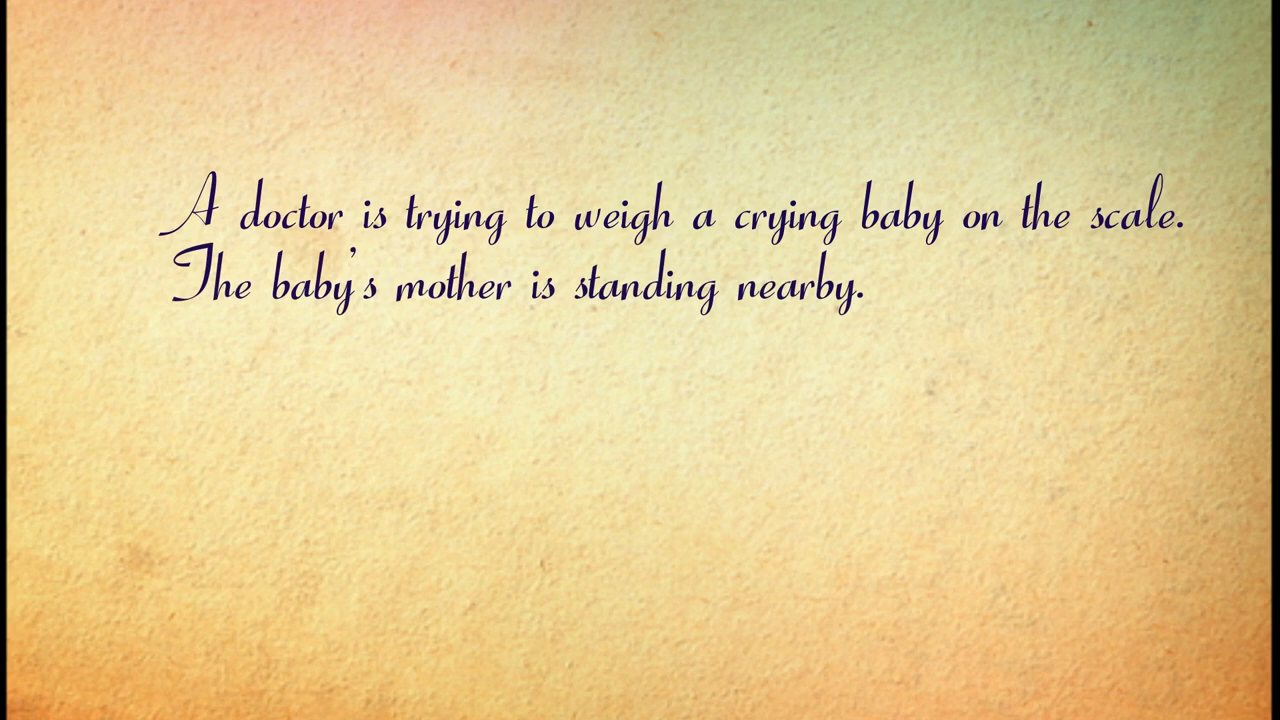 A doctor is trying to weigh a crying baby on the scale.
The baby's mother is standing nearby.